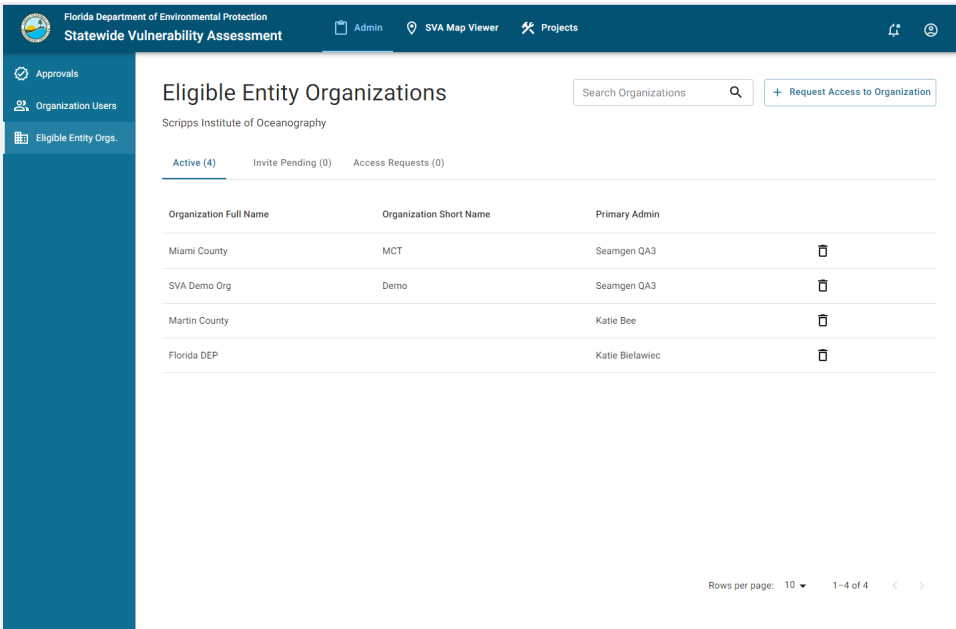 Florida Department of Environmental Protection
Statewide Vulnerability Assessment
Admin
SVA Map Viewer
Projects
Approvals
Organization Users
Eligible Entity Orgs.
Eligible Entity Organizations
Search Organizations
+ Request Access to Organization
Scripps Institute of Oceanography
Active (4) Invite Pending (0) Access Requests (0)
Organization Full Name Organization Short Name Primary Admin
Miami County MCT Seamgen QA3
SVA Demo Org Demo Seamgen QA3
Martin County Katie Bee
Florida DEP Katie Bielawiec
Rows per page: 10 1–4 of 4